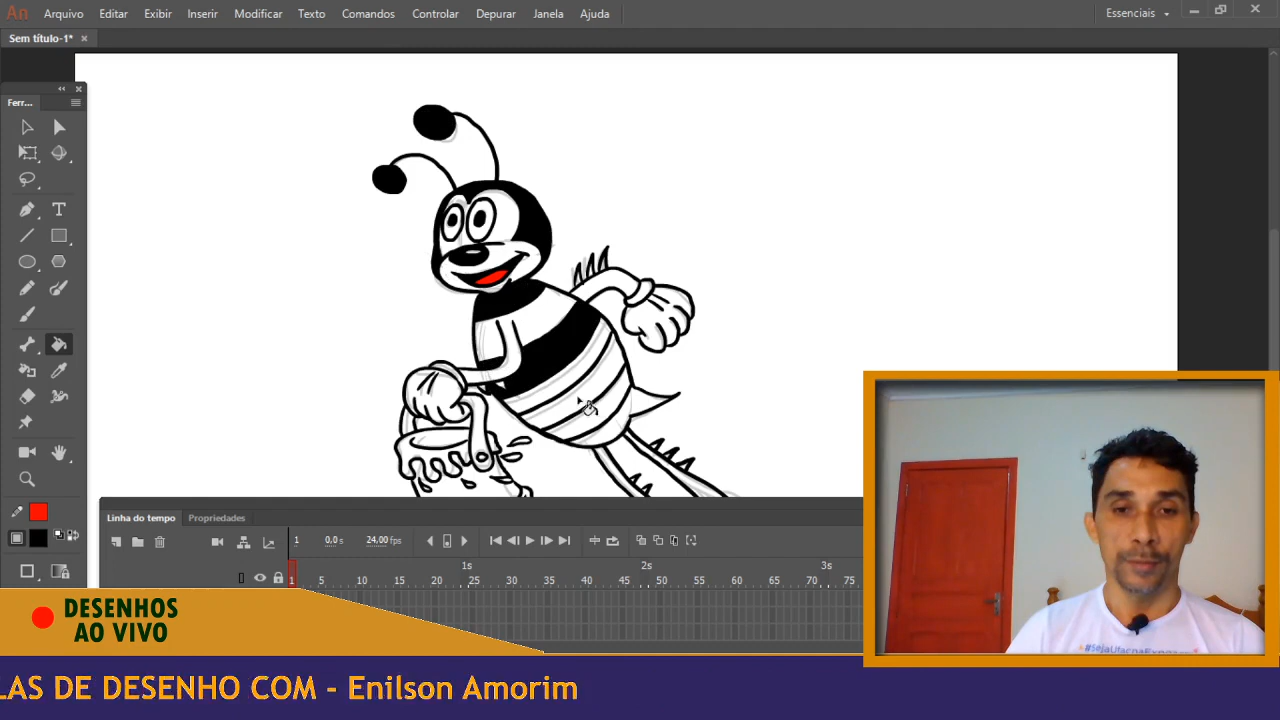 An Arquivo Editar Exibir Inserir Modificar Texto Comandos Controlar Depurar Janela Ajuda Essenciais
Sem título-1*
Ferr...
T
Linha do tempo Propriedades
1 0,0 s 24,00 fps
1s 2s 3s
1 5 10 15 20 25 30 35 40 45 50 55 60 65 70 75
DESENHOS
AO VIVO
LAS DE DESENHO COM - Enilson Amorim